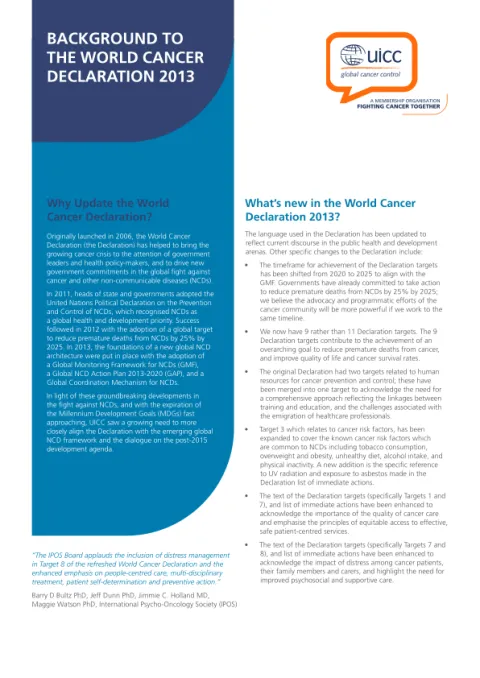 BACKGROUND TO
THE WORLD CANCER
DECLARATION 2013
uicc
global cancer control
A MEMBERSHIP ORGANISATION
FIGHTING CANCER TOGETHER
Why Update the World
Cancer Declaration?
Originally launched in 2006, the World Cancer
Declaration (the Declaration) has helped to bring the
growing cancer crisis to the attention of government
leaders and health policy-makers, and to drive new
government commitments in the global fight against
cancer and other non-communicable diseases (NCDs).
In 2011, heads of state and governments adopted the
United Nations Political Declaration on the Prevention
and Control of NCDs, which recognised NCDs as
a global health and development priority. Success
followed in 2012 with the adoption of a global target
to reduce premature deaths from NCDs by 25% by
2025. In 2013, the foundations of a new global NCD
architecture were put in place with the adoption of
a Global Monitoring Framework for NCDs (GMF),
a Global NCD Action Plan 2013-2020 (GAP), and a
Global Coordination Mechanism for NCDs.
In light of these groundbreaking developments in
the fight against NCDs, and with the expiration of
the Millennium Development Goals (MDGs) fast
approaching, UICC saw a growing need to more
closely align the Declaration with the emerging global
NCD framework and the dialogue on the post-2015
development agenda.
"The IPOS Board applauds the inclusion of distress management
in Target 8 of the refreshed World Cancer Declaration and the
enhanced emphasis on people-centred care, multi-disciplinary
treatment, patient self-determination and preventive action."
Barry D Bultz PhD, Jeff Dunn PhD, Jimmie C. Holland MD,
Maggie Watson PhD, International Psycho-Oncology Society (IPOS)
What's new in the World Cancer
Declaration 2013?
The language used in the Declaration has been updated to
reflect current discourse in the public health and development
arenas. Other specific changes to the Declaration include:
• The timeframe for achievement of the Declaration targets
has been shifted from 2020 to 2025 to align with the
GMF. Governments have already committed to take action
to reduce premature deaths from NCDs by 25% by 2025;
we believe the advocacy and programmatic efforts of the
cancer community will be more powerful if we work to the
same timeline.
• We now have 9 rather than 11 Declaration targets. The 9
Declaration targets contribute to the achievement of an
overarching goal to reduce premature deaths from cancer,
and improve quality of life and cancer survival rates.
• The original Declaration had two targets related to human
resources for cancer prevention and control; these have
been merged into one target to acknowledge the need for
a comprehensive approach reflecting the linkages between
training and education, and the challenges associated with
the emigration of healthcare professionals.
• Target 3 which relates to cancer risk factors, has been
expanded to cover the known cancer risk factors which
are common to NCDs including tobacco consumption,
overweight and obesity, unhealthy diet, alcohol intake, and
physical inactivity. A new addition is the specific reference
to UV radiation and exposure to asbestos made in the
Declaration list of immediate actions.
• The text of the Declaration targets (specifically Targets 1 and
7), and list of immediate actions have been enhanced to
acknowledge the importance of the quality of cancer care
and emphasise the principles of equitable access to effective,
safe patient-centred services.
• The text of the Declaration targets (specifically Targets 7 and
8), and list of immediate actions have been enhanced to
acknowledge the impact of distress among cancer patients,
their family members and carers, and highlight the need for
improved psychosocial and supportive care.